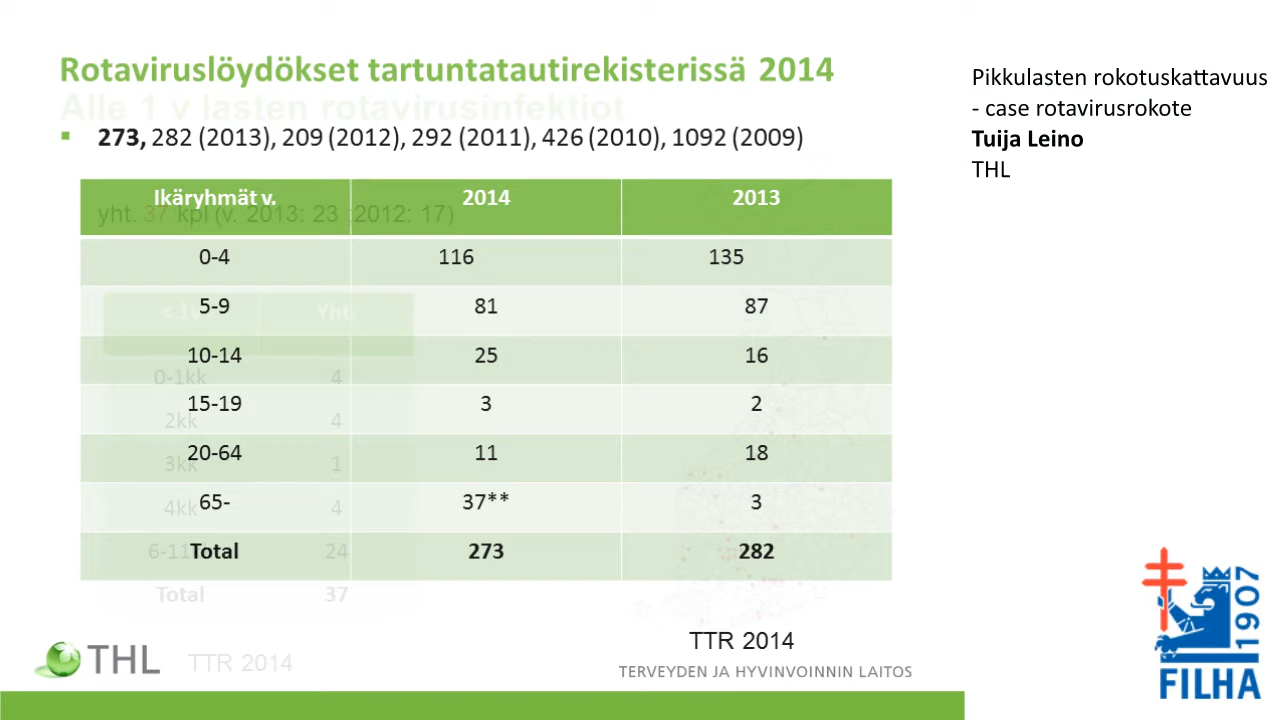 Rotaviruslöydökset tartuntatautirekisterissä 2014
Alle 1 v lasten rotavirusinfektiot
▪ 273, 282 (2013), 209 (2012), 292 (2011), 426 (2010), 1092 (2009)
Ikäryhmät v. 2014 2013
yht. 37 kpl (v. 2013: 23 :2012: 17)
0-4 116 135
5-9 81 87
< 1v Yht.
10-14 25 16
0-1kk 4
15-19 3 2
2kk 4
20-64 11 18
3kk 1
65- 37** 3
4kk 4
Total 273 282
24
Total 37
TTR 2014
THL
TTR 2014
TERVEYDEN JA HYVINVOINNIN LAITOS
Pikkulasten rokotuskattavuus
- case rotavirusrokote
Tuija Leino
THL
1907
FILHA